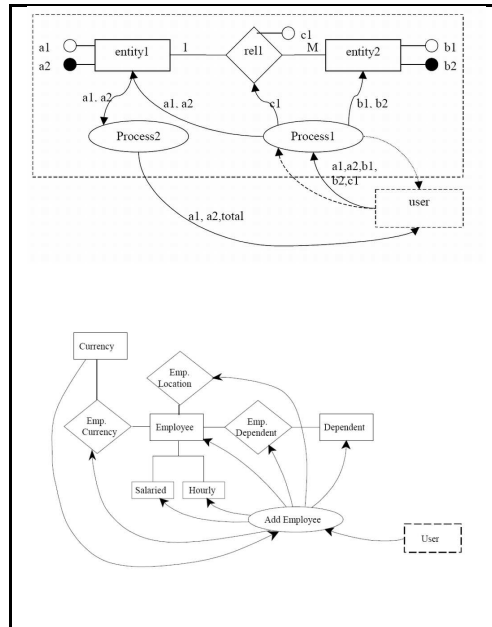 c1
a1
entity1
1
rel1
M
entity2
b1
a2
b2
a1. a2
a1. a2
c1
b1. b2
Process2
Process1
a1,a2,b1,
b2,c1
user
a1, a2,total
Currency
Emp.
Location
Emp.
Currency
Employee
Emp.
Dependent
Dependent
Salaried
Hourly
Add Employee
User